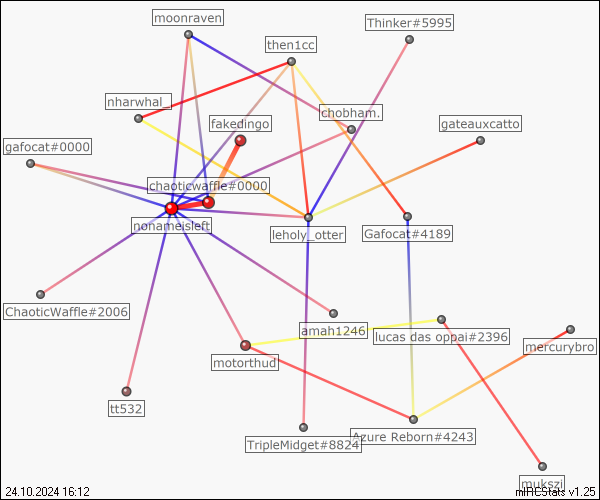 moonraven
Thinker#5995
then1cc
nharwhal_
chobham.
fakedingo
gateauxcatto
gafocat#0000
chaoticwaffle#0000
nonameisleft
leholy_otter
Gafocat#4189
ChaoticWaffle#2006
amah1246
lucas das oppai#2396
mercurybro
motorthud
tt532
TripleMidget#8824
Azure Reborn#4243
mukszi
24.10.2024 16:12
mIRCStats v1.25